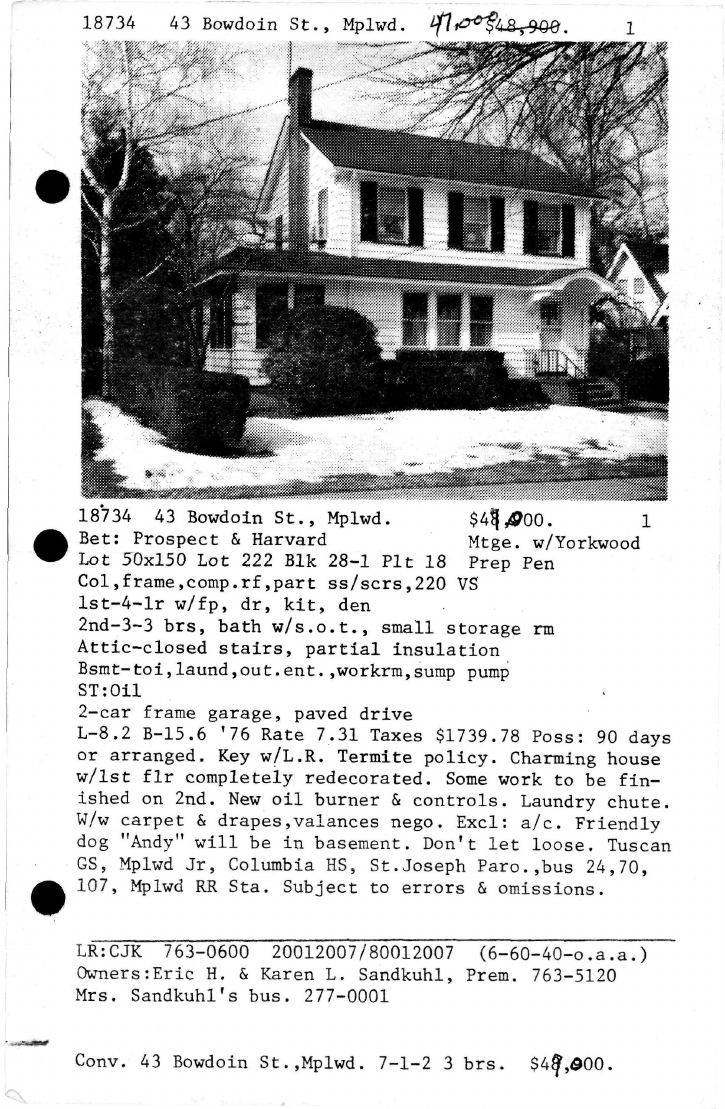 18734 43 Bowdoin St., Mplwd. 47,000 $48,900. 1
18734 43 Bowdoin St., Mplwd. 1
Bet: Prospect & Harvard Mtge. w/Yorkwood
Lot 50x150 Lot 222 Blk 28-1 Plt 18 Prep Pen
Col,frame,comp.rf,part ss/scrs,220 VS
1st-4-lr w/fp, dr, kit, den
2nd-3-3 brs, bath w/s.o.t., small storage rm
Attic-closed stairs, partial insulation
Bsmt-toi,laund,out.ent.,workrm,sump pump
ST:Oil
2-car frame garage, paved drive
L-8.2 B-15.6 '76 Rate 7.31 Taxes $1739.78 Poss: 90 days
or arranged. Key w/L.R. Termite policy. Charming house
w/1st flr completely redecorated. Some work to be fin-
ished on 2nd. New oil burner & controls. Laundry chute.
W/w carpet & drapes,valances nego. Excl: a/c. Friendly
dog "Andy" will be in basement. Don't let loose. Tuscan
GS, Mplwd Jr, Columbia HS, St.Joseph Paro.,bus 24,70,
107, Mplwd RR Sta. Subject to errors & omissions.
LR:CJK 763-0600 20012007/80012007 (6-60-40-o.a.a.)
Owners:Eric H. & Karen L. Sandkuhl, Prem. 763-5120
Mrs. Sandkuhl's bus. 277-0001
Conv. 43 Bowdoin St.,Mplwd. 7-1-2 3 brs.